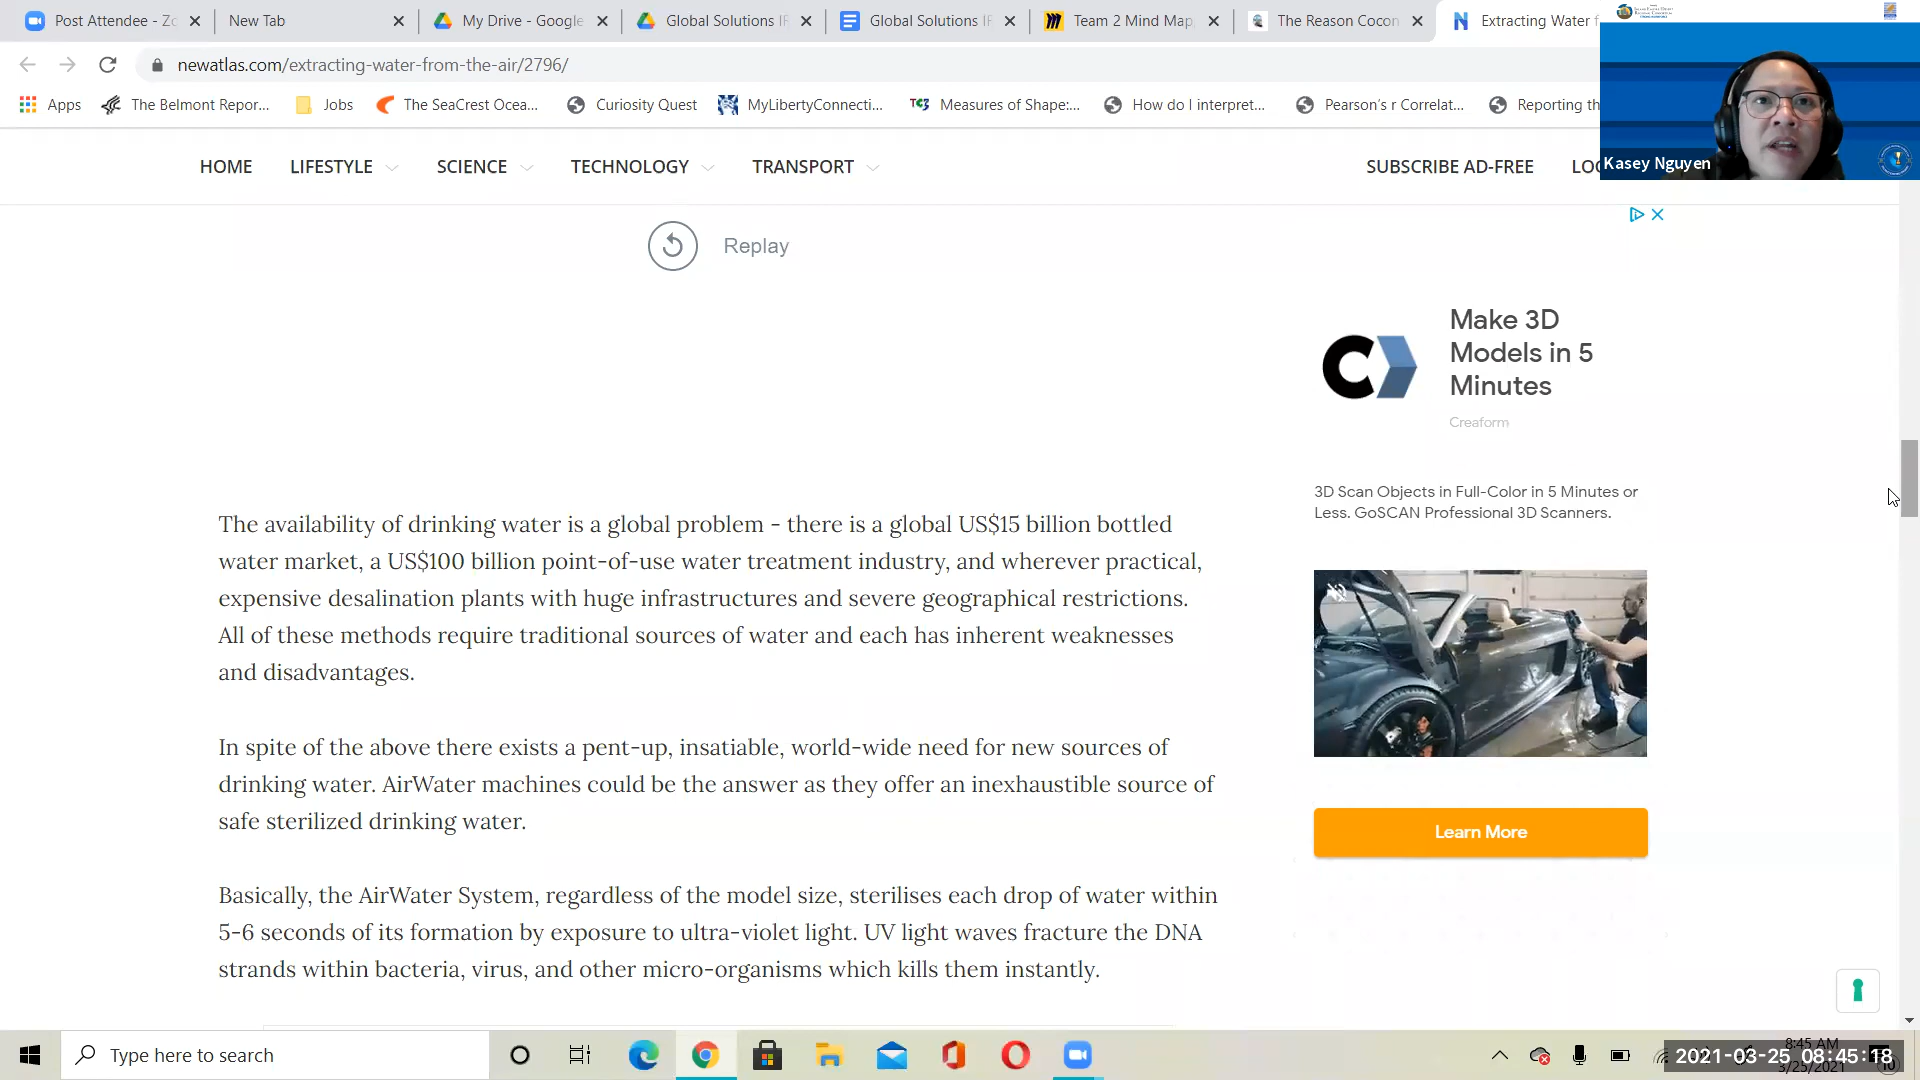 Post Attendee - Zo
New Tab
My Drive - Google
Global Solutions IR
Global Solutions IR
Team 2 Mind Map
The Reason Cocon
Extracting Water f
newatlas.com/extracting-water-from-the-air/2796/
Apps
The Belmont Repor...
Jobs
The SeaCrest Ocea...
Curiosity Quest
MyLibertyConnecti...
TC3 Measures of Shape:...
How do I interpret...
Pearson's r Correlat...
Reporting th
Kasey Nguyen
HOME
LIFESTYLE
SCIENCE
TECHNOLOGY
TRANSPORT
SUBSCRIBE AD-FREE
Replay
Make 3D
Models in 5
Minutes
Creaform
3D Scan Objects in Full-Color in 5 Minutes or
Less. GoSCAN Professional 3D Scanners.
Learn More
The availability of drinking water is a global problem - there is a global US$15 billion bottled
water market, a US$100 billion point-of-use water treatment industry, and wherever practical,
expensive desalination plants with huge infrastructures and severe geographical restrictions.
All of these methods require traditional sources of water and each has inherent weaknesses
and disadvantages.
In spite of the above there exists a pent-up, insatiable, world-wide need for new sources of
drinking water. AirWater machines could be the answer as they offer an inexhaustible source of
safe sterilized drinking water.
Basically, the AirWater System, regardless of the model size, sterilises each drop of water within
5-6 seconds of its formation by exposure to ultra-violet light. UV light waves fracture the DNA
strands within bacteria, virus, and other micro-organisms which kills them instantly.
Type here to search
8:45 AM
2021-03-25 08:45:18
3/25/2021